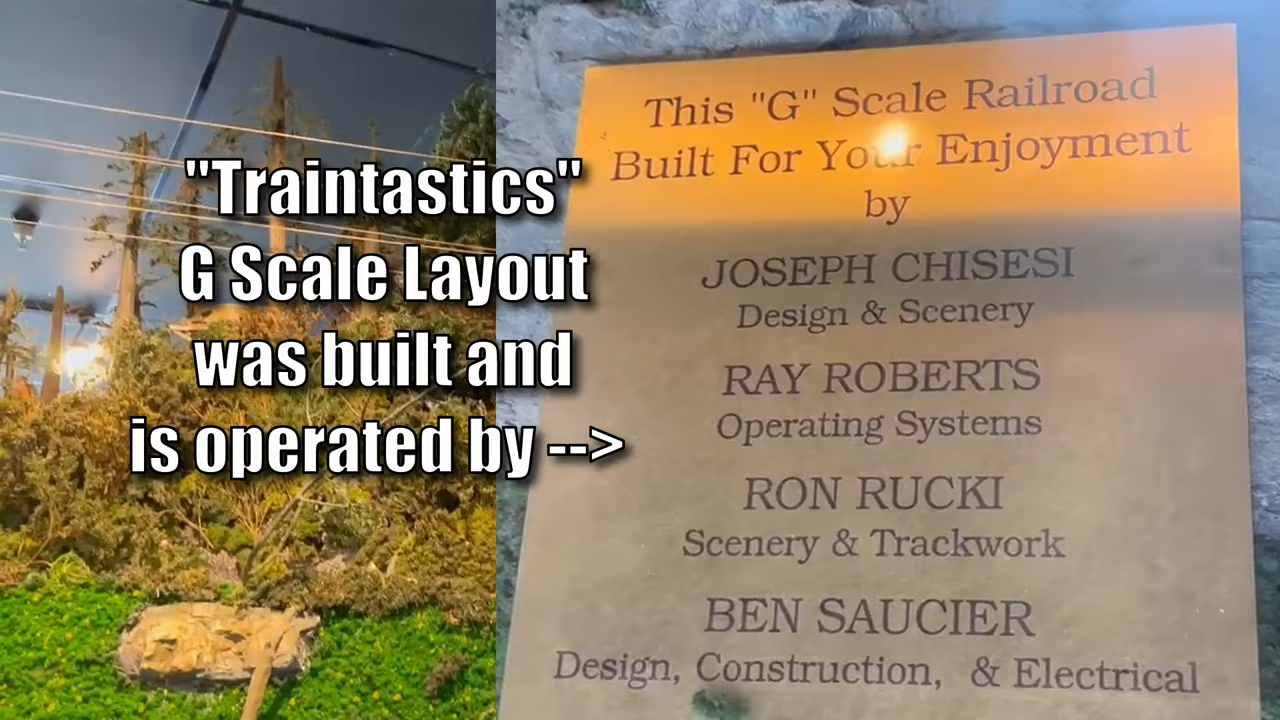 "Traintastics"
G Scale Layout
was built and
is operated by -->
This "G" Scale Railroad
Built For Your Enjoyment
by
JOSEPH CHISESI
Design & Scenery
RAY ROBERTS
Operating Systems
RON RUCKI
Scenery & Trackwork
BEN SAUCIER
Design, Construction, & Electrical